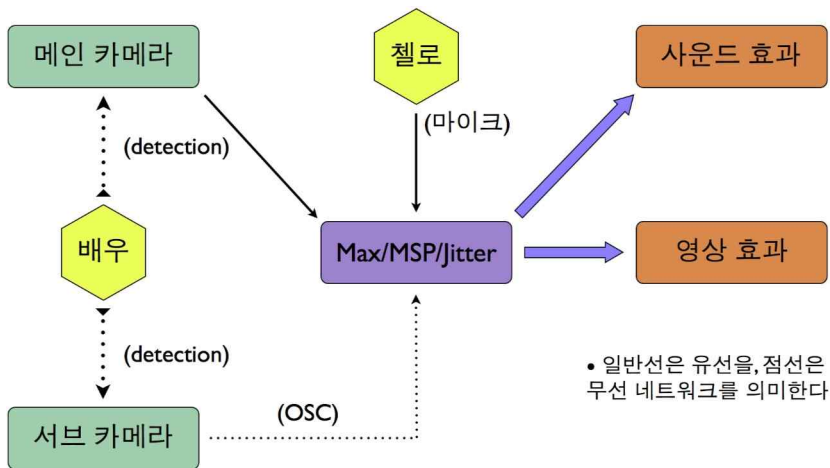 메인 카메라
첼로
사운드 효과
(마이크)
(detection)
배우
Max/MSP/Jitter
영상 효과
(detection)
• 일반선은 유선을, 점선은
무선 네트워크를 의미한다
(OSC)
서브 카메라